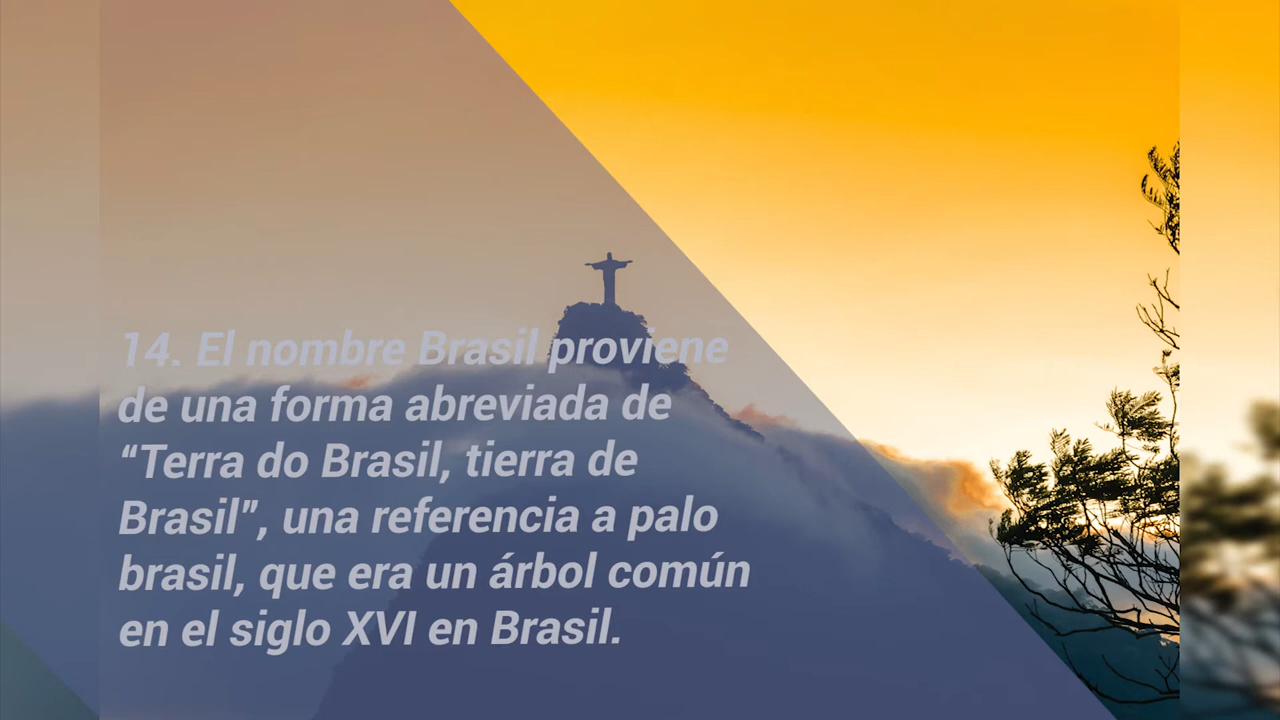 14. El nombre Brasil proviene
de una forma abreviada de
“Terra do Brasil, tierra de
Brasil”, una referencia a palo
brasil, que era un árbol común
en el siglo XVI en Brasil.